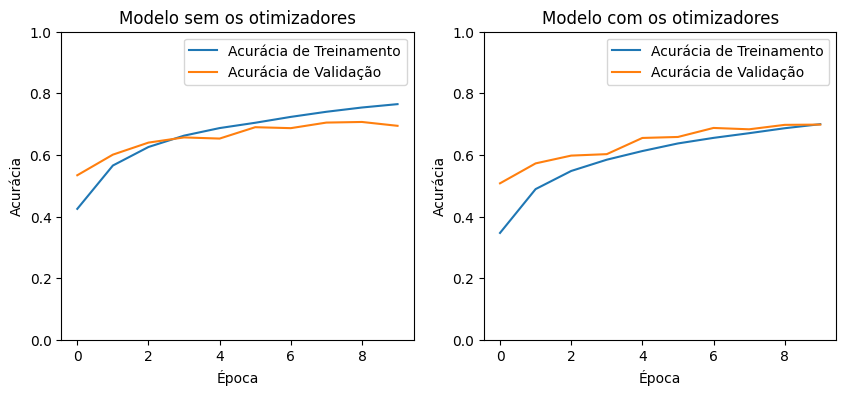 Modelo sem os otimizadores
1.0
0.8
0.6
0.4
0.2
0.0
Acurácia
Acurácia de Treinamento
Acurácia de Validação
0 2 4 6 8
Época
Modelo com os otimizadores
1.0
0.8
0.6
0.4
0.2
0.0
Acurácia
Acurácia de Treinamento
Acurácia de Validação
0 2 4 6 8
Época